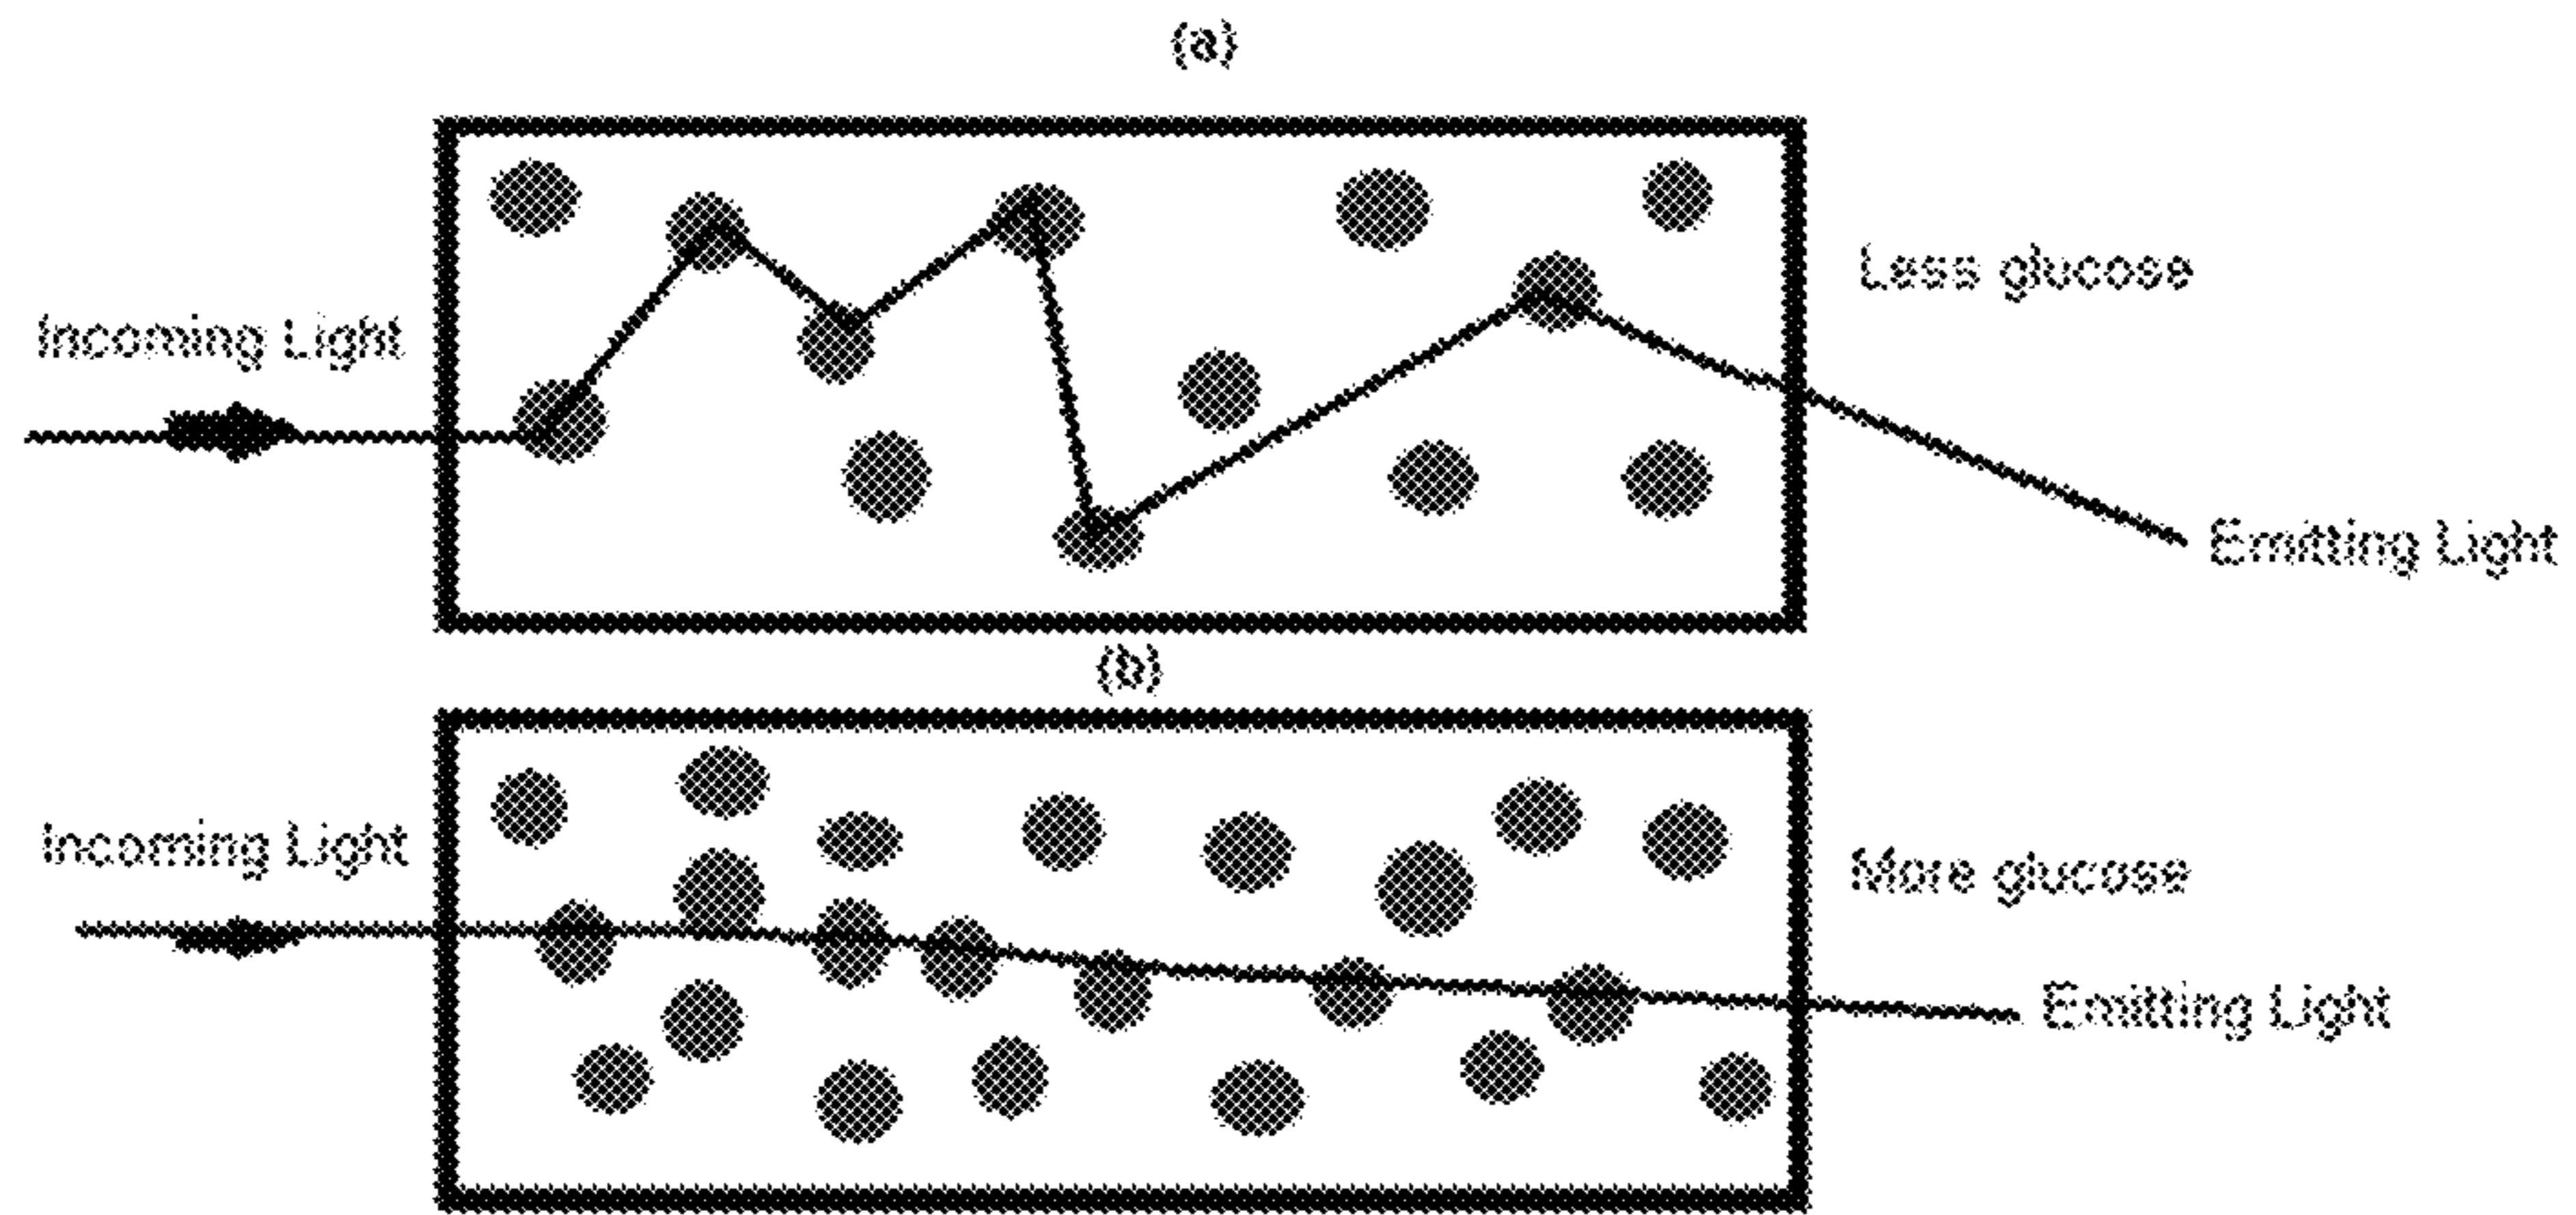 (a)
Less glucose
Incoming Light
Emitting Light
(b)
Incoming Light
More glucose
Emitting Light